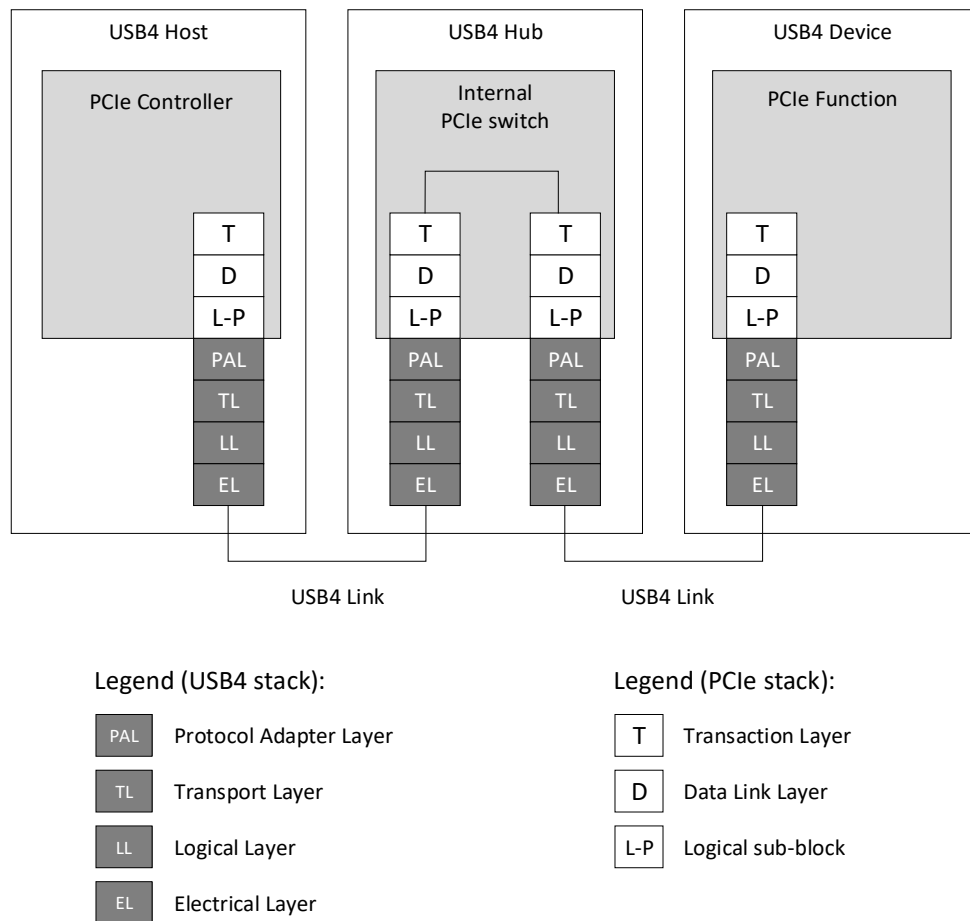 USB4 Host
USB4 Hub
USB4 Device
PCIe Controller
Internal
PCIe switch
PCIe Function
T
T
T
T
D
D
D
D
L-P
L-P
L-P
L-P
PAL
PAL
PAL
PAL
TL
TL
TL
TL
LL
LL
LL
LL
EL
EL
EL
EL
USB4 Link
USB4 Link
Legend (USB4 stack):
PAL
Protocol Adapter Layer
TL
Transport Layer
LL
Logical Layer
EL
Electrical Layer
Legend (PCIe stack):
T
Transaction Layer
D
Data Link Layer
L-P
Logical sub-block